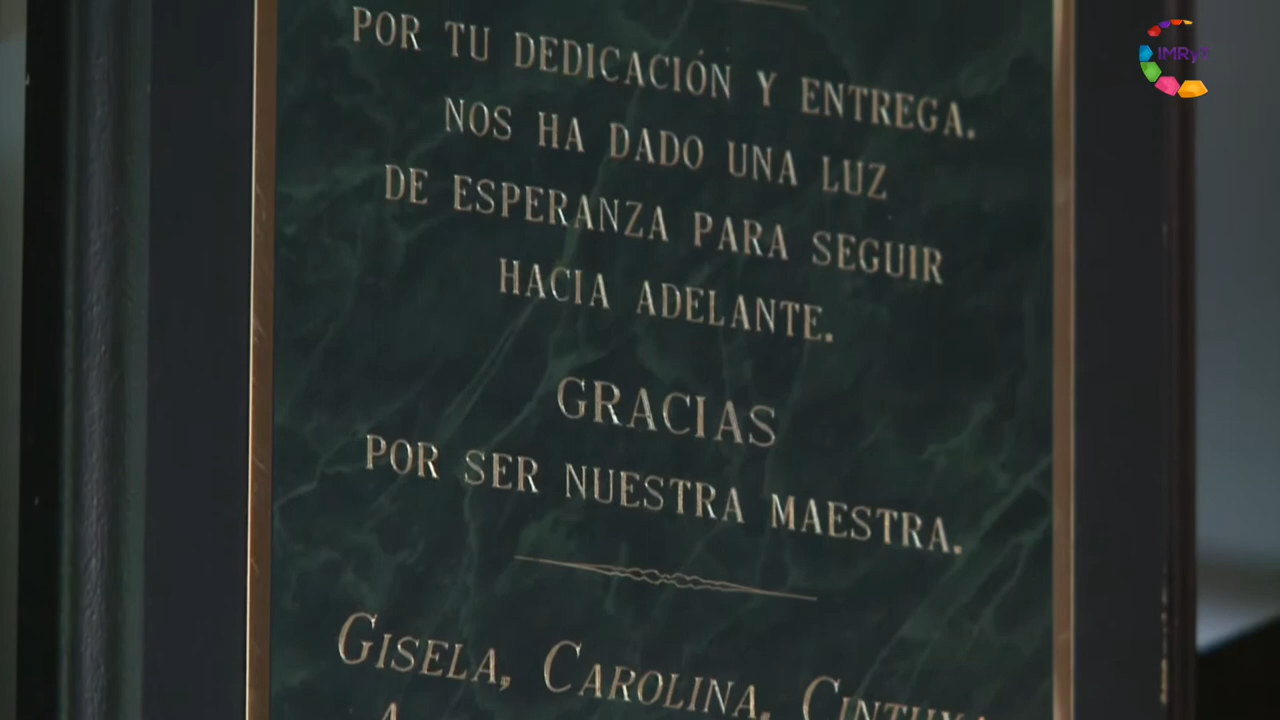 IMRyT
POR TU DEDICACIÓN Y ENTREGA.
NOS HA DADO UNA LUZ
DE ESPERANZA PARA SEGUIR
HACIA ADELANTE.
GRACIAS
POR SER NUESTRA MAESTRA.
GISELA, CAROLINA,